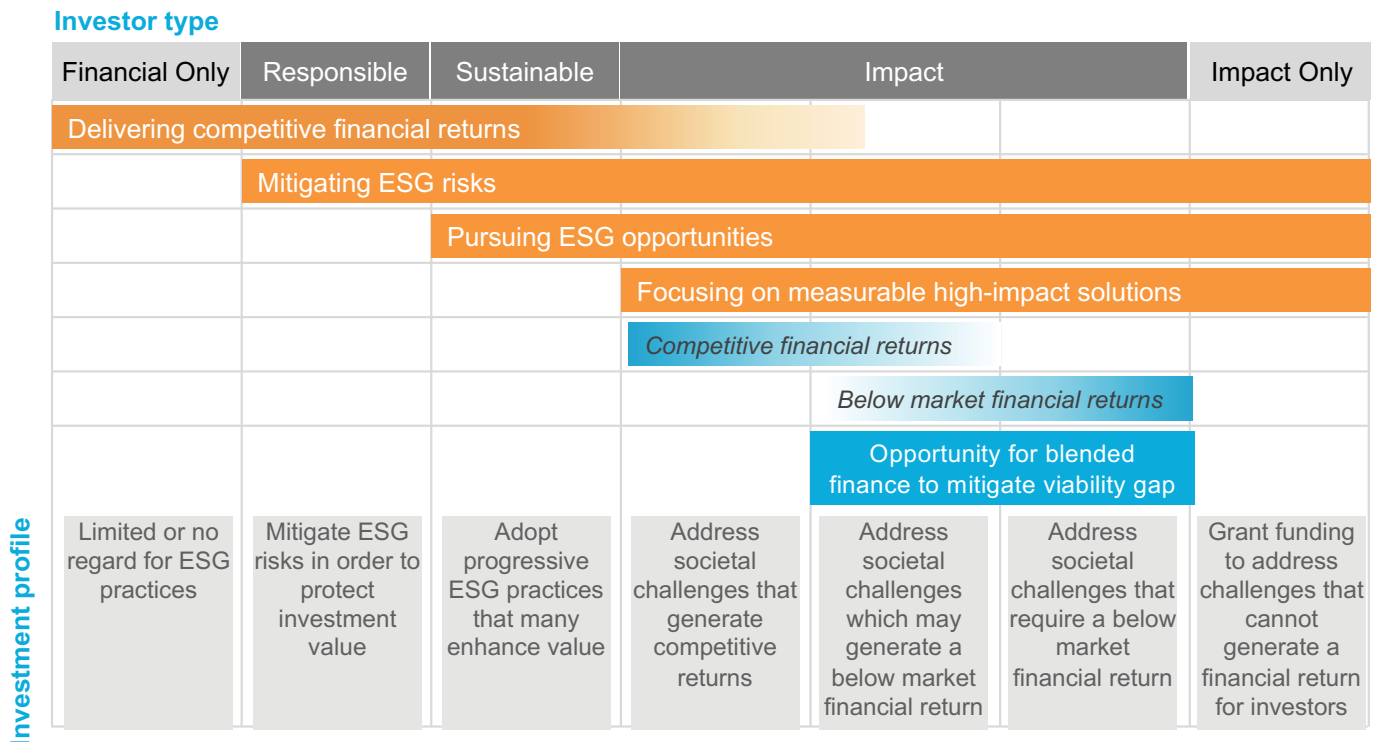 Investor type
Financial Only
Responsible
Sustainable
Impact
Impact Only
Delivering competitive financial returns
Mitigating ESG risks
Pursuing ESG opportunities
Focusing on measurable high-impact solutions
Competitive financial returns
Below market financial returns
Opportunity for blended
finance to mitigate viability gap
Investment profile
Limited or no
regard for ESG
practices
Mitigate ESG
risks in order to
protect
investment
value
Adopt
progressive
ESG practices
that many
enhance value
Address
societal
challenges that
generate
competitive
returns
Address
societal
challenges
which may
generate a
below market
financial return
Address
societal
challenges that
require a below
market
financial return
Grant funding
to address
challenges that
cannot
generate a
financial return
for investors